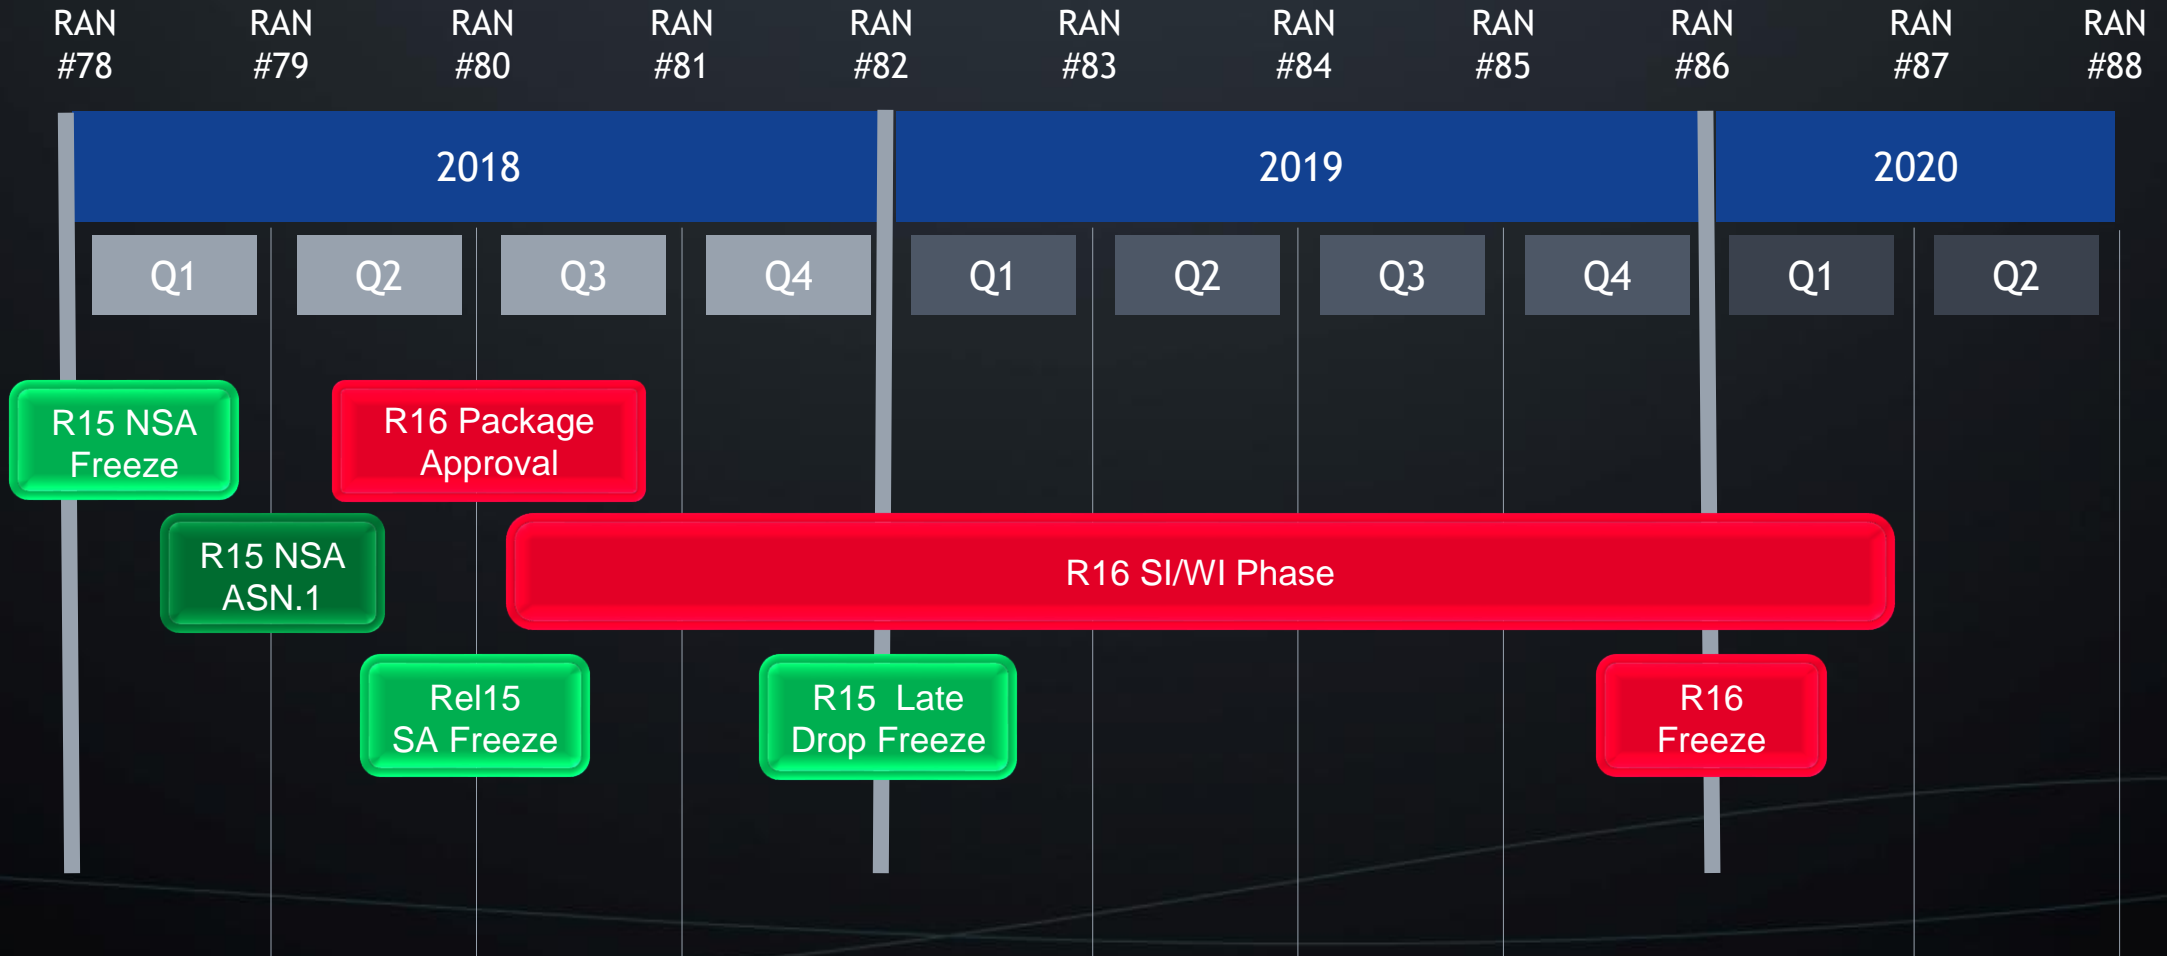 RAN RAN RAN RAN RAN RAN RAN RAN RAN RAN RAN
#78 #79 #80 #81 #82 #83 #84 #85 #86 #87 #88
2018 2019 2020
Q1 Q2 Q3 Q4 Q1 Q2 Q3 Q4 Q1 Q2
R15 NSA
Freeze
R16 Package
Approval
R15 NSA
ASN.1
R16 SI/WI Phase
Rel15
SA Freeze
R15 Late
Drop Freeze
R16
Freeze